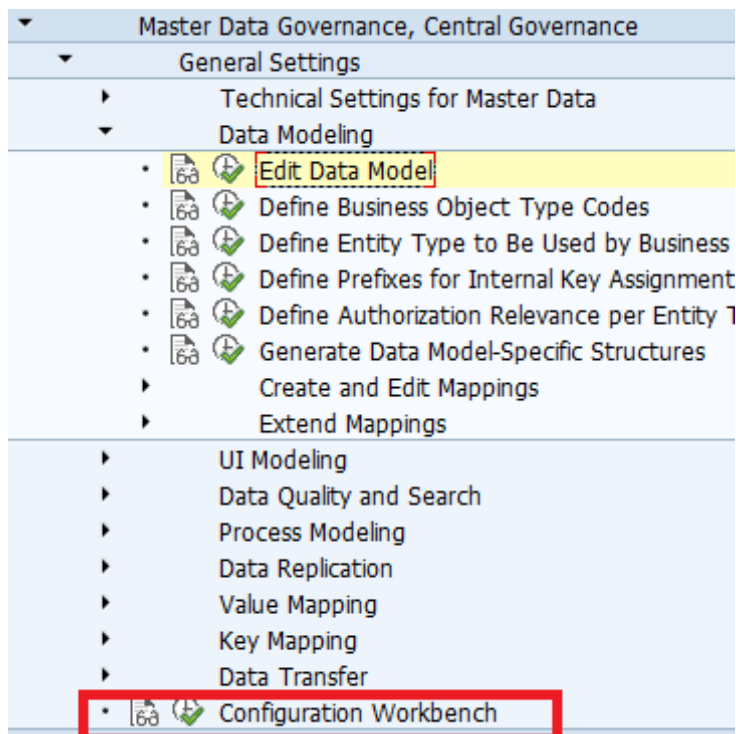 Master Data Governance, Central Governance
General Settings
Technical Settings for Master Data
Data Modeling
Edit Data Model
Define Business Object Type Codes
Define Entity Type to Be Used by Business
Define Prefixes for Internal Key Assignment
Define Authorization Relevance per Entity T
Generate Data Model-Specific Structures
Create and Edit Mappings
Extend Mappings
UI Modeling
Data Quality and Search
Process Modeling
Data Replication
Value Mapping
Key Mapping
Data Transfer
Configuration Workbench